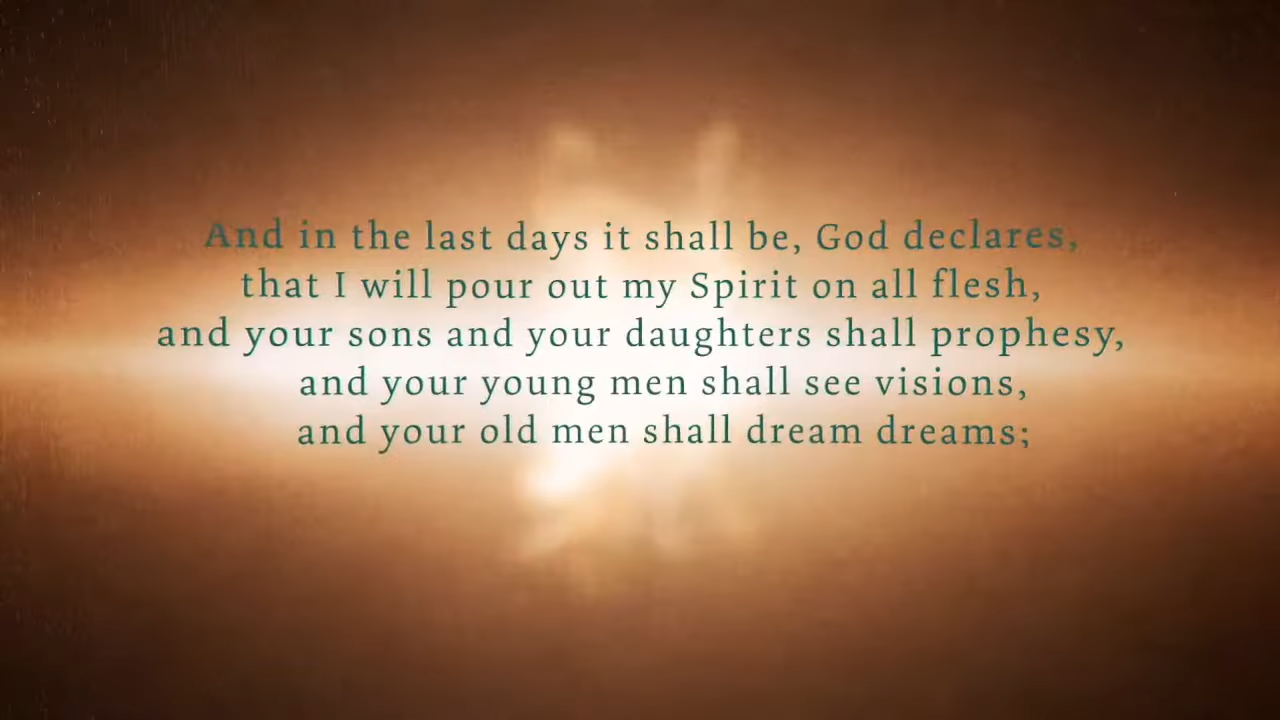 And in the last days it shall be, God declares,
that I will pour out my Spirit on all flesh,
and your sons and your daughters shall prophesy,
and your young men shall see visions,
and your old men shall dream dreams;